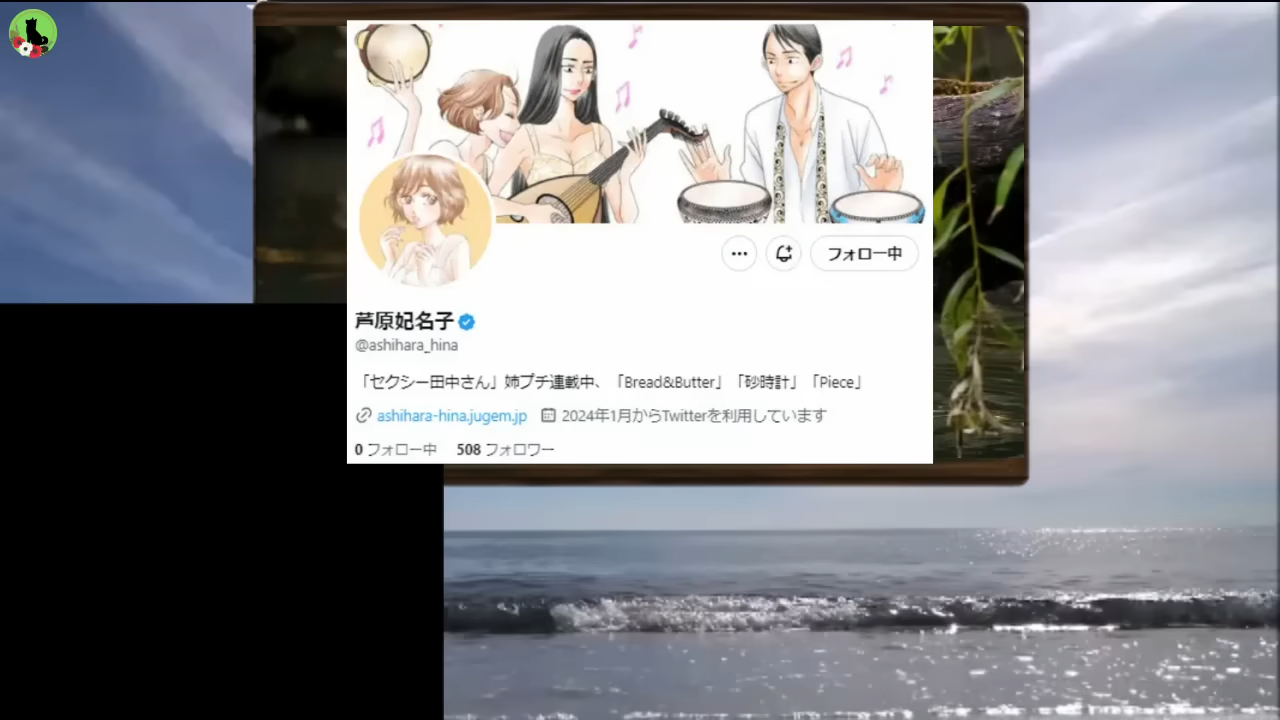 フォロー中
芦原妃名子
@ashihara_hina
「セクシー田中さん」姉プチ連載中、「Bread&Butter」「砂時計」「Piece」
ashihara-hina.jugem.jp 2024年1月からTwitterを利用しています
0 フォロー中 508 フォロワー